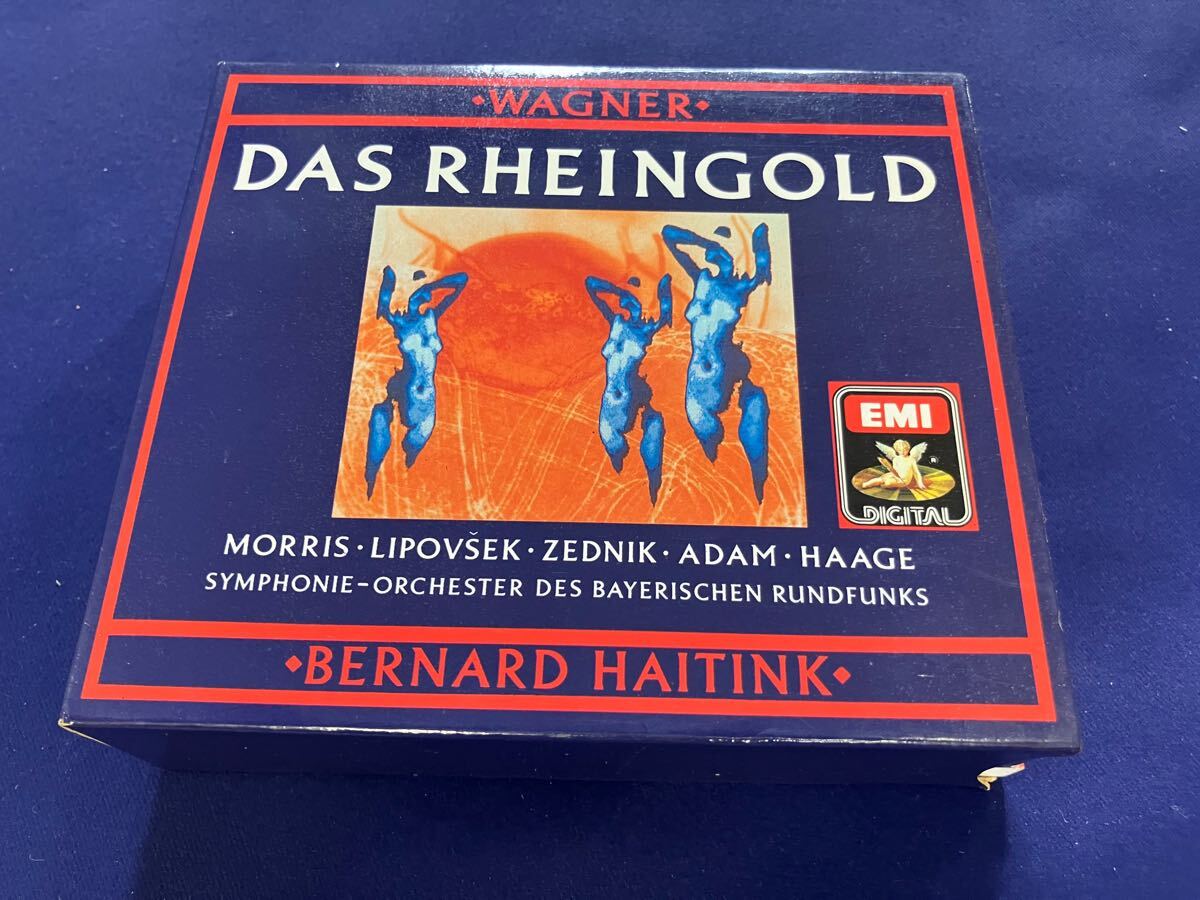 ·WAGNER·
DAS RHEINGOLD
EMI
DIGITAL
MORRIS · LIPOVŠEK · ZEDNIK · ADAM · HAAGE
SYMPHONIE-ORCHESTER DES BAYERISCHEN RUNDFUNKS
·BERNARD HAITINK·